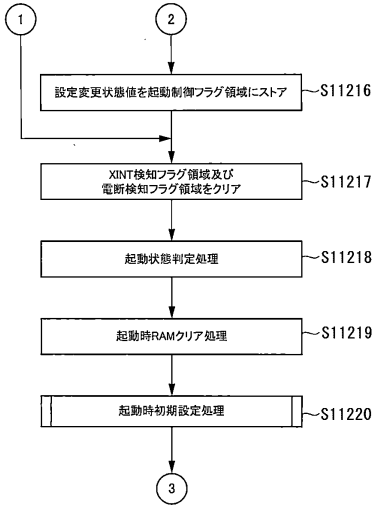 1
2
設定変更状態値を起動制御フラグ領域にストア
S11216
XINT検知フラグ領域及び
電断検知フラグ領域をクリア
S11217
起動状態判定処理
S11218
起動時RAMクリア処理
S11219
起動時初期設定処理
S11220
3